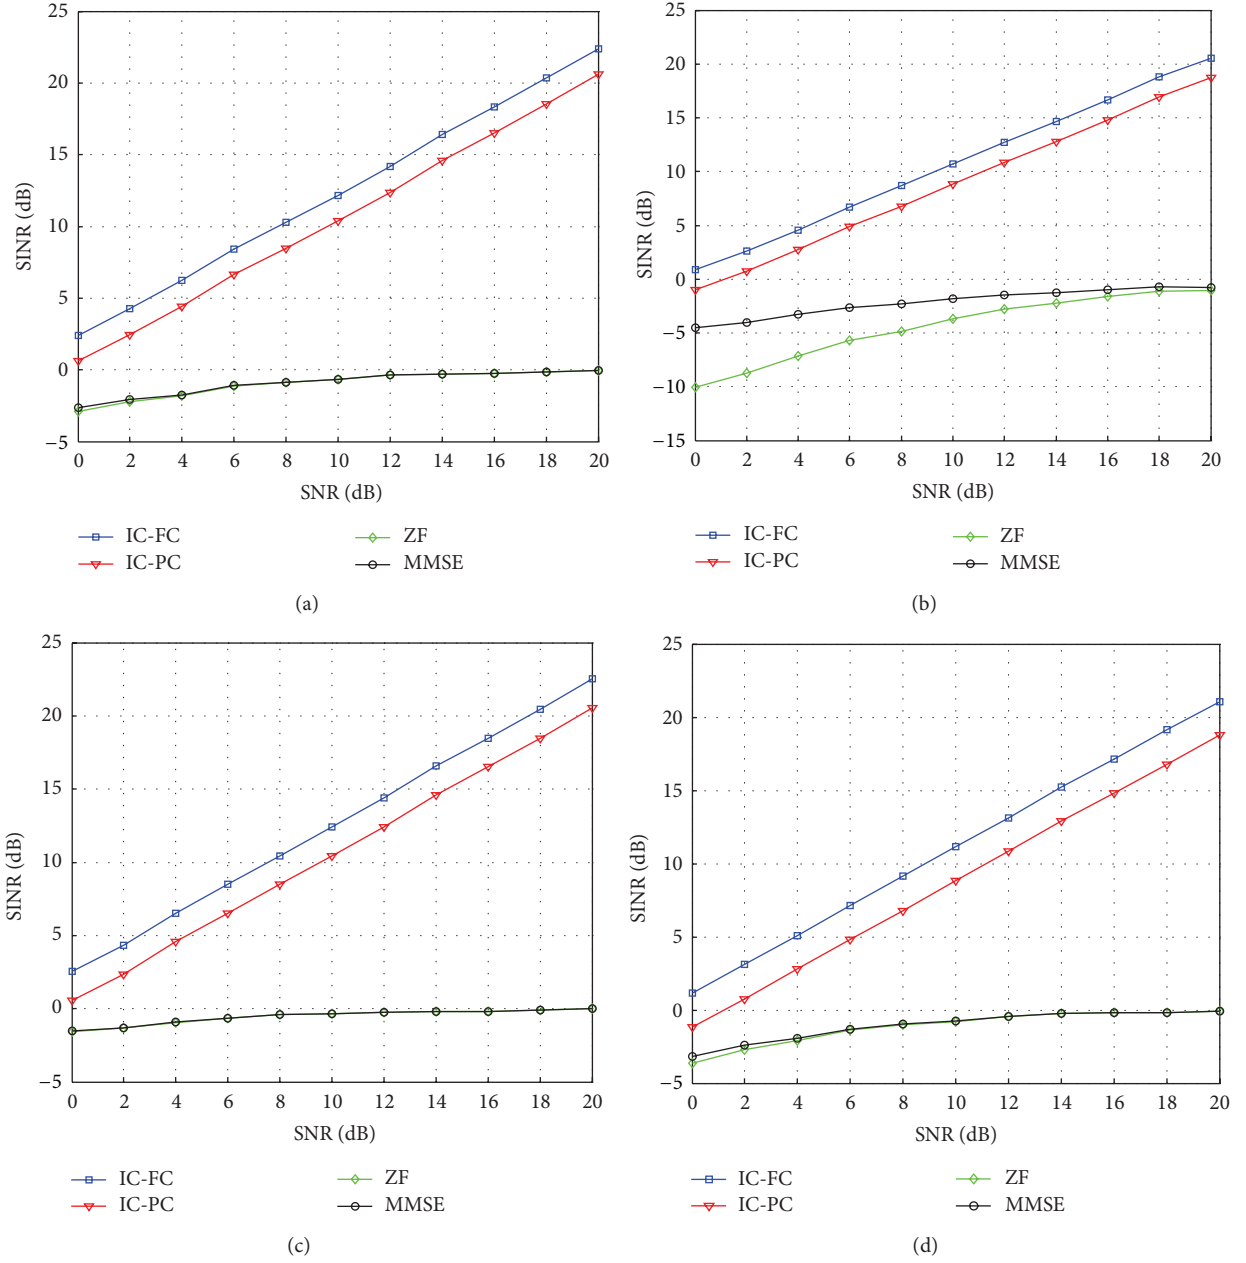 25
20
15
10
5
0
−5
SINR (dB)
0 2 4 6 8 10 12 14 16 18 20
SNR (dB)
IC-FC ZF
IC-PC MMSE
(a)
25
20
15
10
5
0
−5
−10
−15
SINR (dB)
0 2 4 6 8 10 12 14 16 18 20
SNR (dB)
IC-FC ZF
IC-PC MMSE
(b)
25
20
15
10
5
0
−5
SINR (dB)
0 2 4 6 8 10 12 14 16 18 20
SNR (dB)
IC-FC ZF
IC-PC MMSE
(c)
25
20
15
10
5
0
−5
SINR (dB)
0 2 4 6 8 10 12 14 16 18 20
SNR (dB)
IC-FC ZF
IC-PC MMSE
(d)